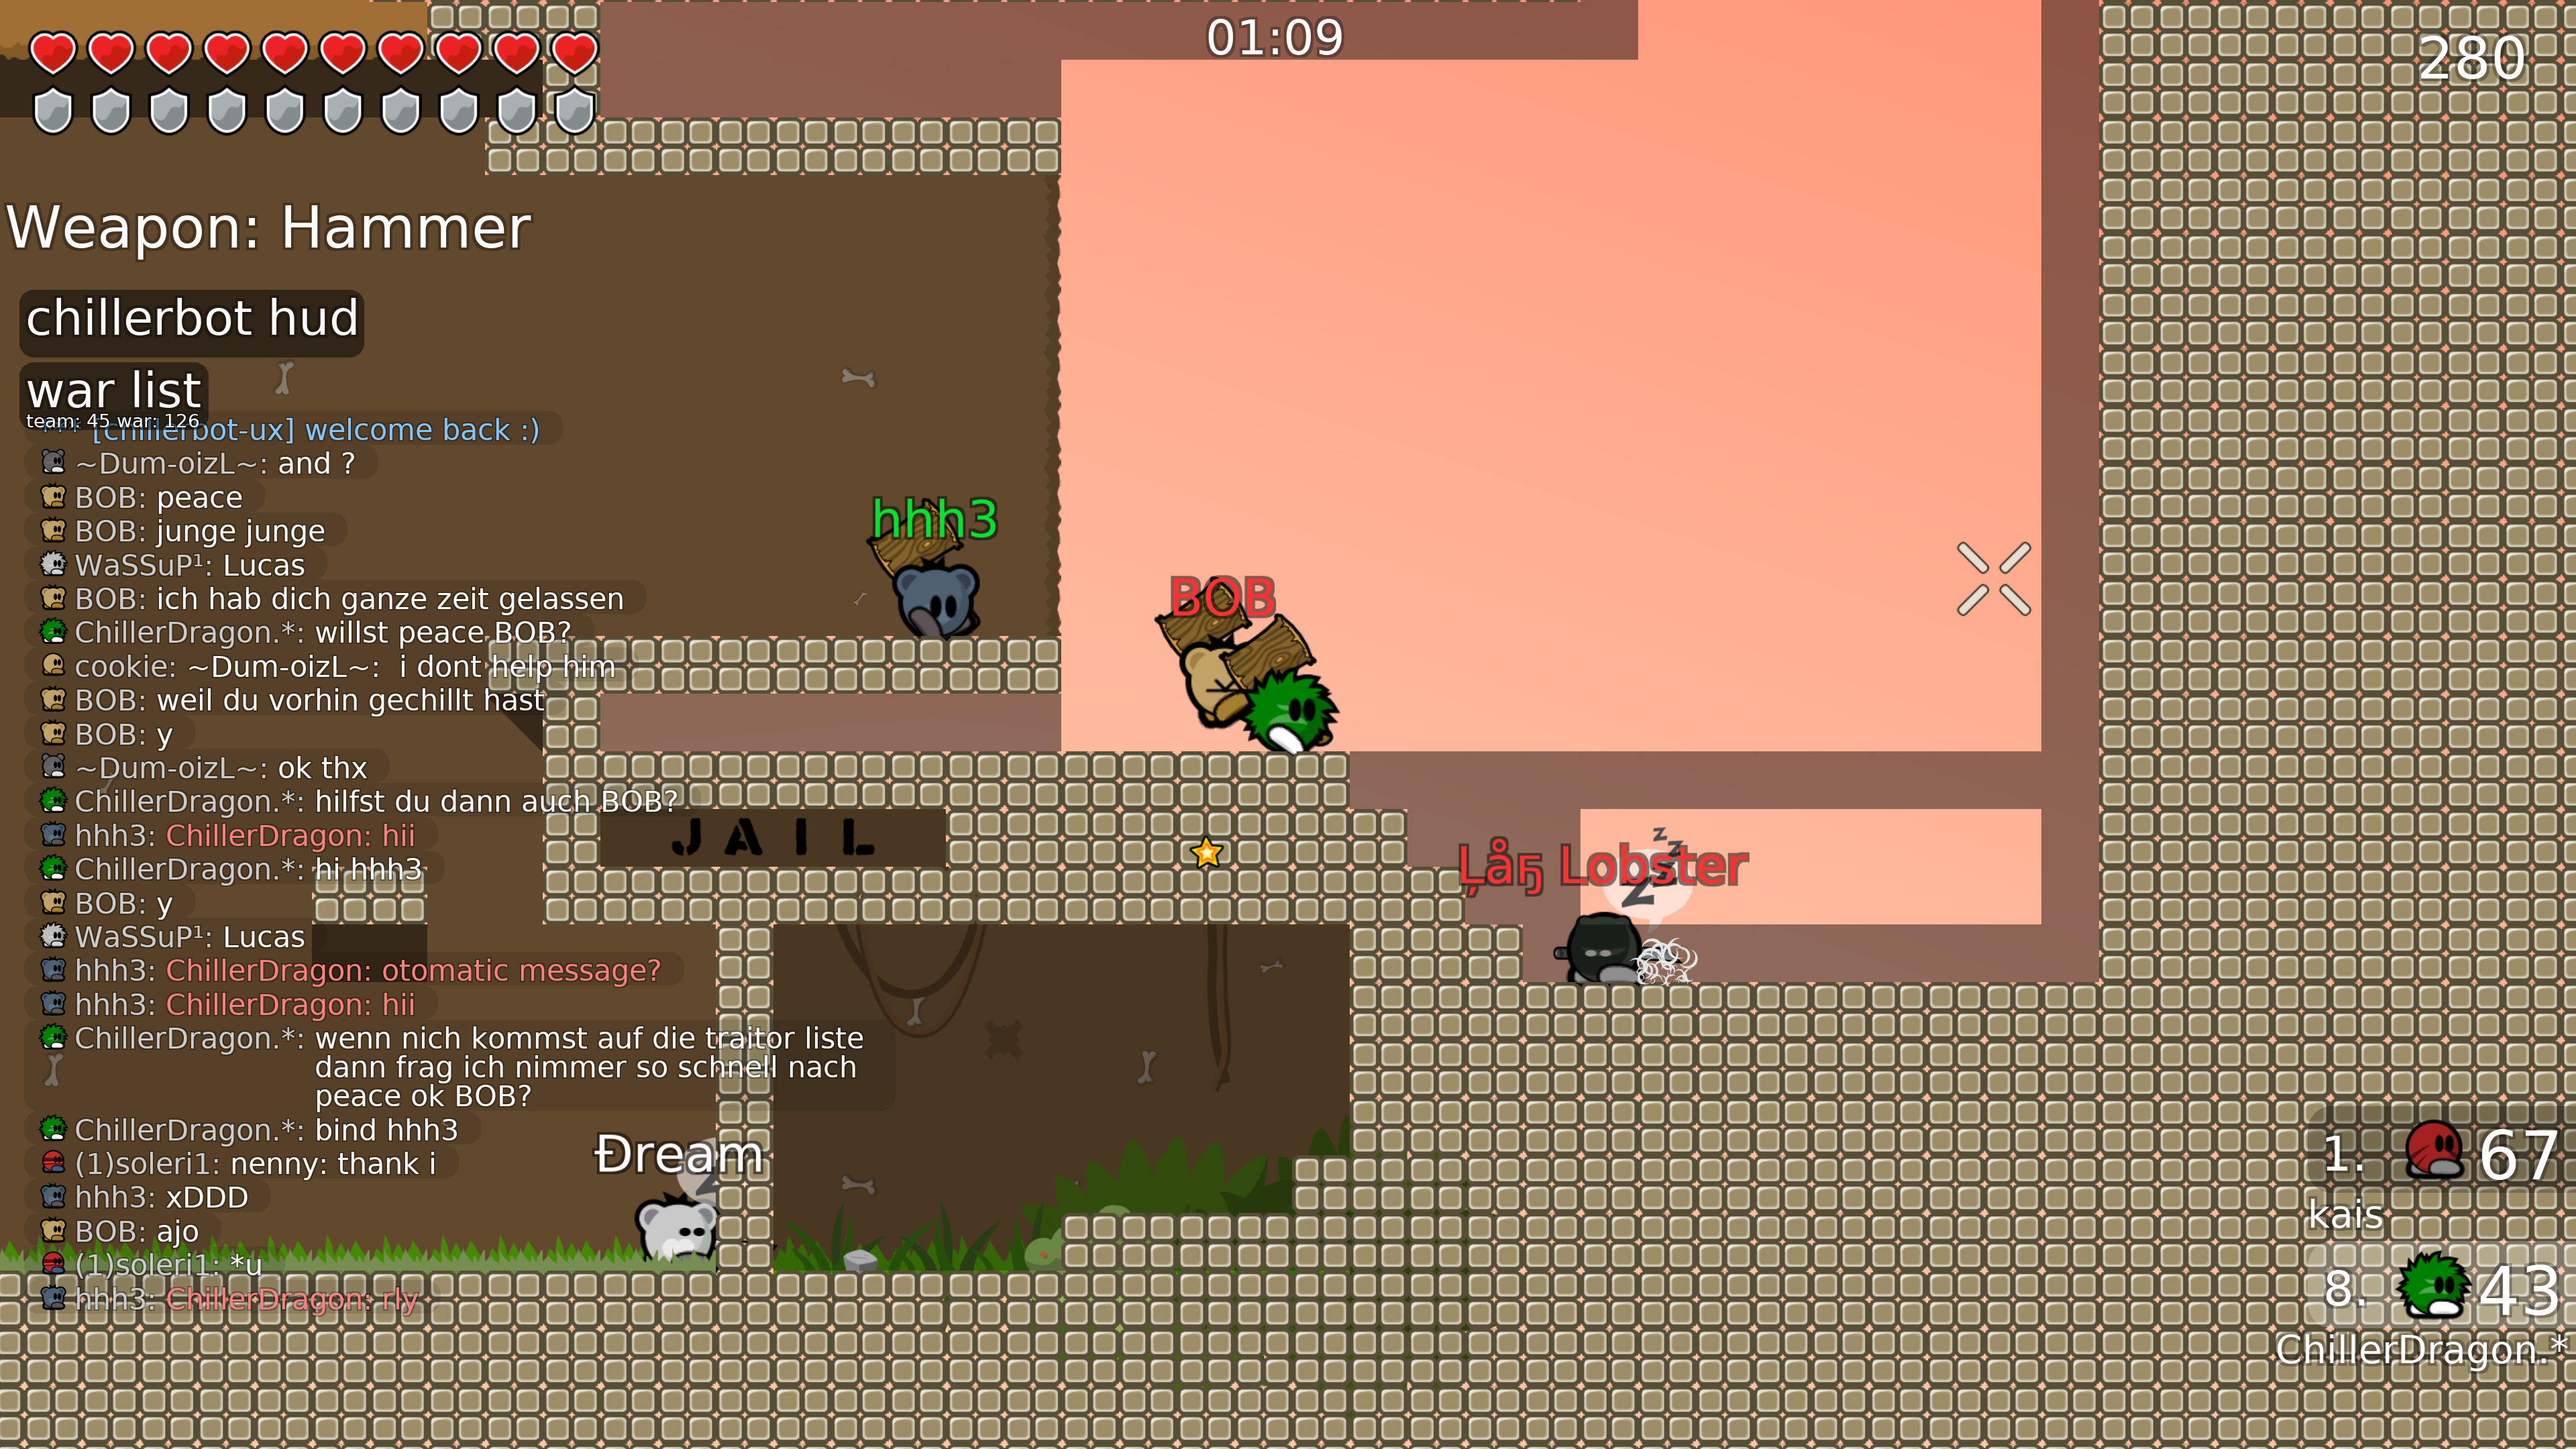 01:09
280
Weapon: Hammer
chillerbot hud
war list
team: 45 war: 126
[chillerbot-ux] welcome back :)
~Dum-oizL~: and ?
BOB: peace
BOB: junge junge
WaSSuP¹: Lucas
BOB: ich hab dich ganze zeit gelassen
ChillerDragon.*: willst peace BOB?
cookie: ~Dum-oizL~: i dont help him
BOB: weil du vorhin gechillt hast
BOB: y
~Dum-oizL~: ok thx
ChillerDragon.*: hilfst du dann auch BOB?
hhh3: ChillerDragon: hii
ChillerDragon.*: hi hhh3
BOB: y
WaSSuP¹: Lucas
hhh3: ChillerDragon: otomatic message?
hhh3: ChillerDragon: hii
ChillerDragon.*: wenn nich kommst auf die traitor liste
dann frag ich nimmer so schnell nach
peace ok BOB?
ChillerDragon.*: bind hhh3
(1)soleri1: nenny: thank i
hhh3: xDDD
BOB: ajo
(1)soleri1: *u
hhh3: ChillerDragon: rly
hhh3
BOB
JAIL
Lobster
Ðream
1. 67
kais
8. 43
ChillerDragon.*